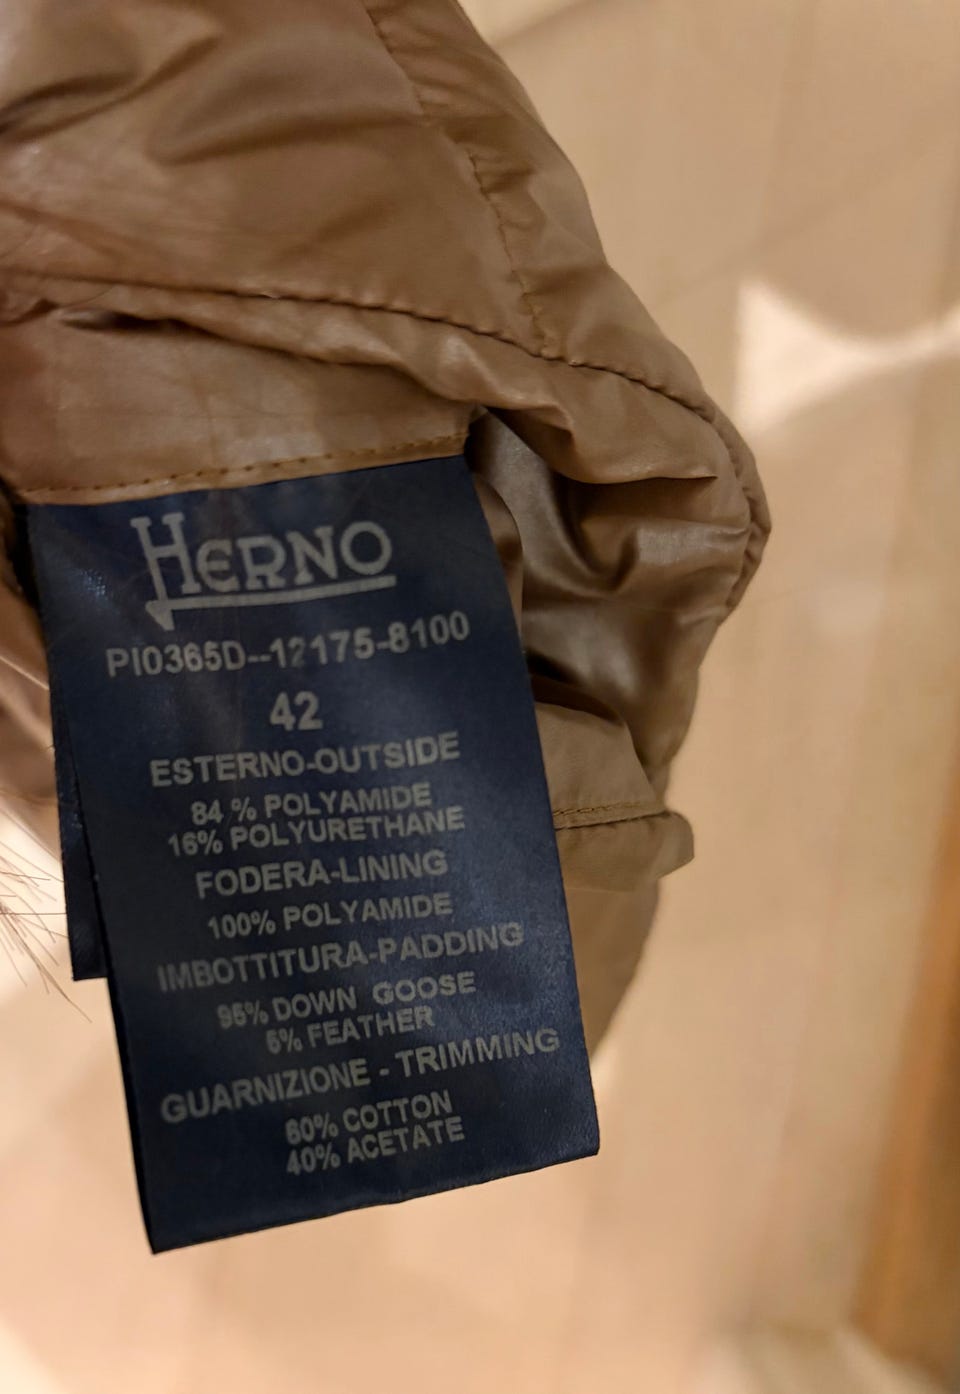 HERNO
PI0365D--12175-8100
42
ESTERNO-OUTSIDE
84 % POLYAMIDE
16% POLYURETHANE
FODERA-LINING
100% POLYAMIDE
IMBOTTITURA-PADDING
95% DOWN GOOSE
5% FEATHER
GUARNIZIONE - TRIMMING
60% COTTON
40% ACETATE